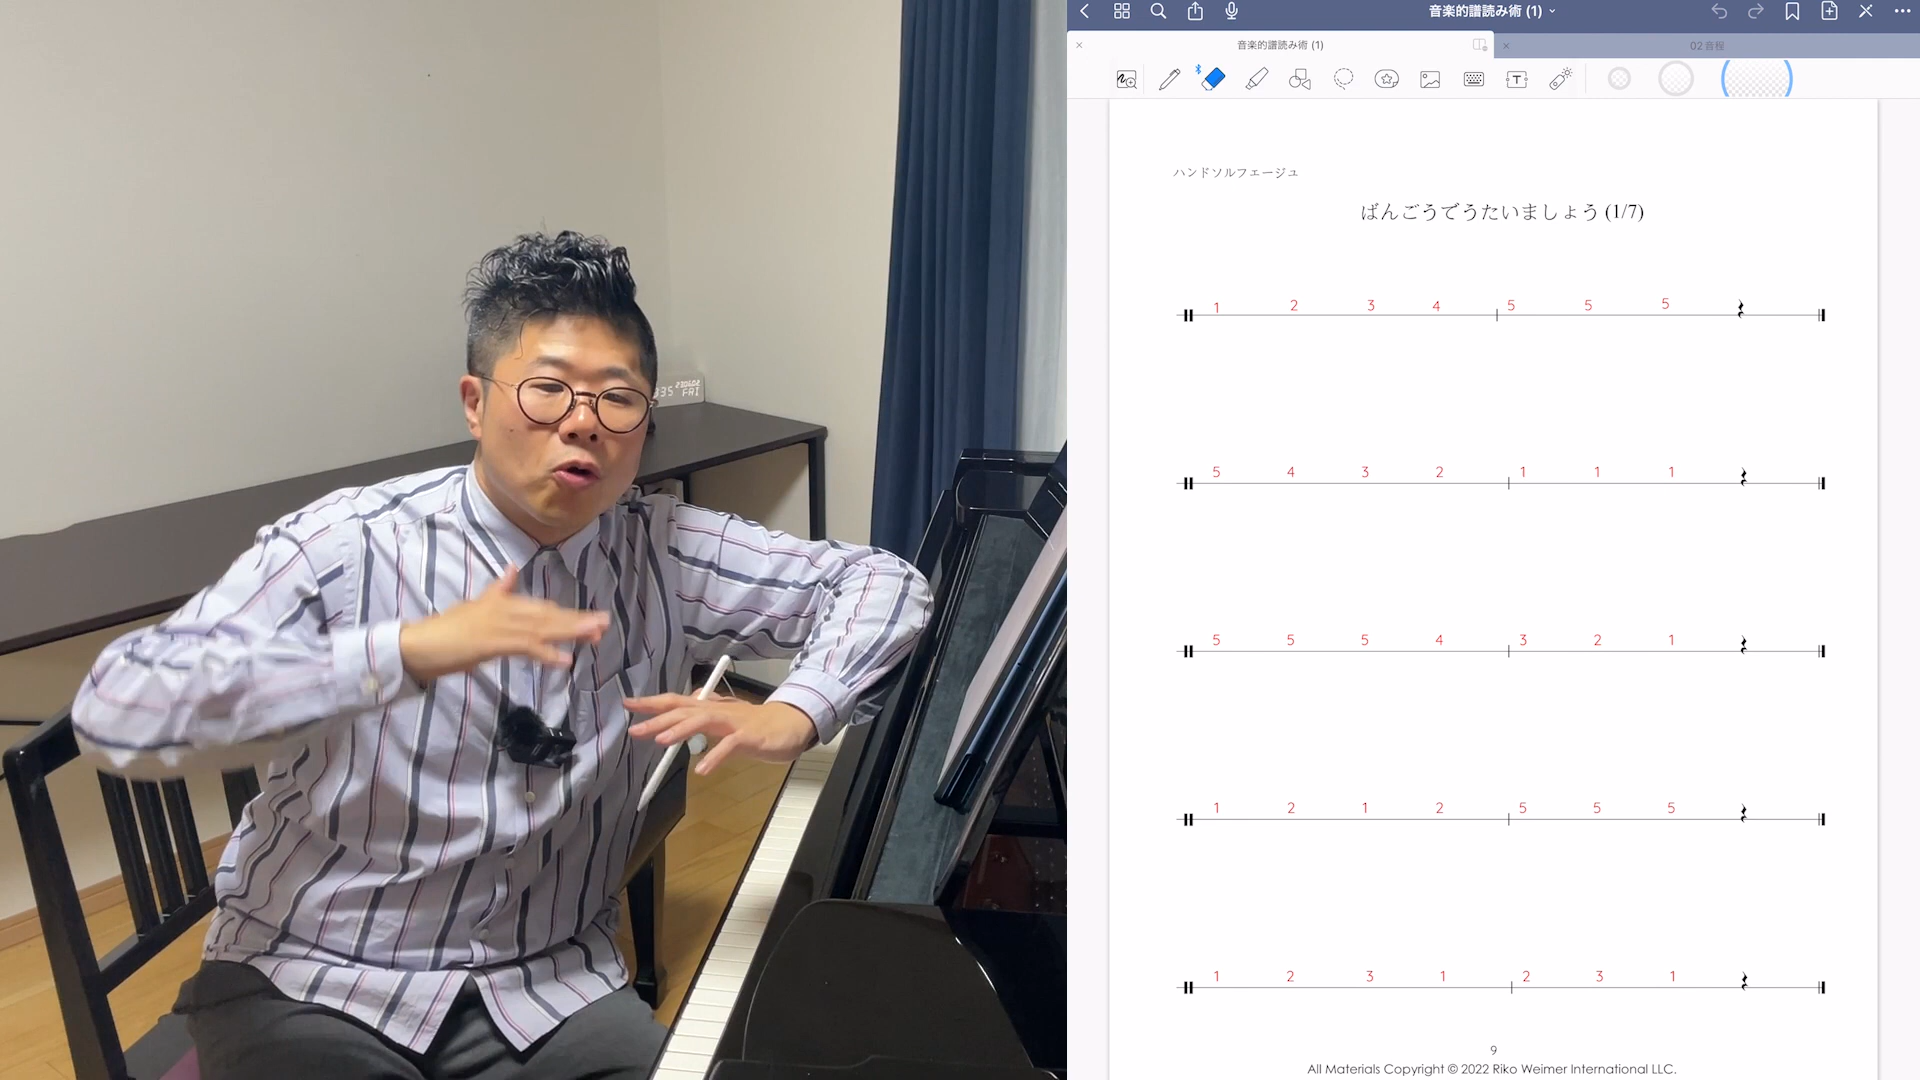 音楽的譜読み術 (1)
音楽的譜読み術 (1)
02 音程
ハンドソルフェージュ
ばんごうでうたいましょう (1/7)
1 2 3 4 5 5 5
5 4 3 2 1 1 1
5 5 5 4 3 2 1
1 2 1 2 5 5 5
1 2 3 1 2 3 1
9
All Materials Copyright © 2022 Riko Weimer International LLC.
FRI